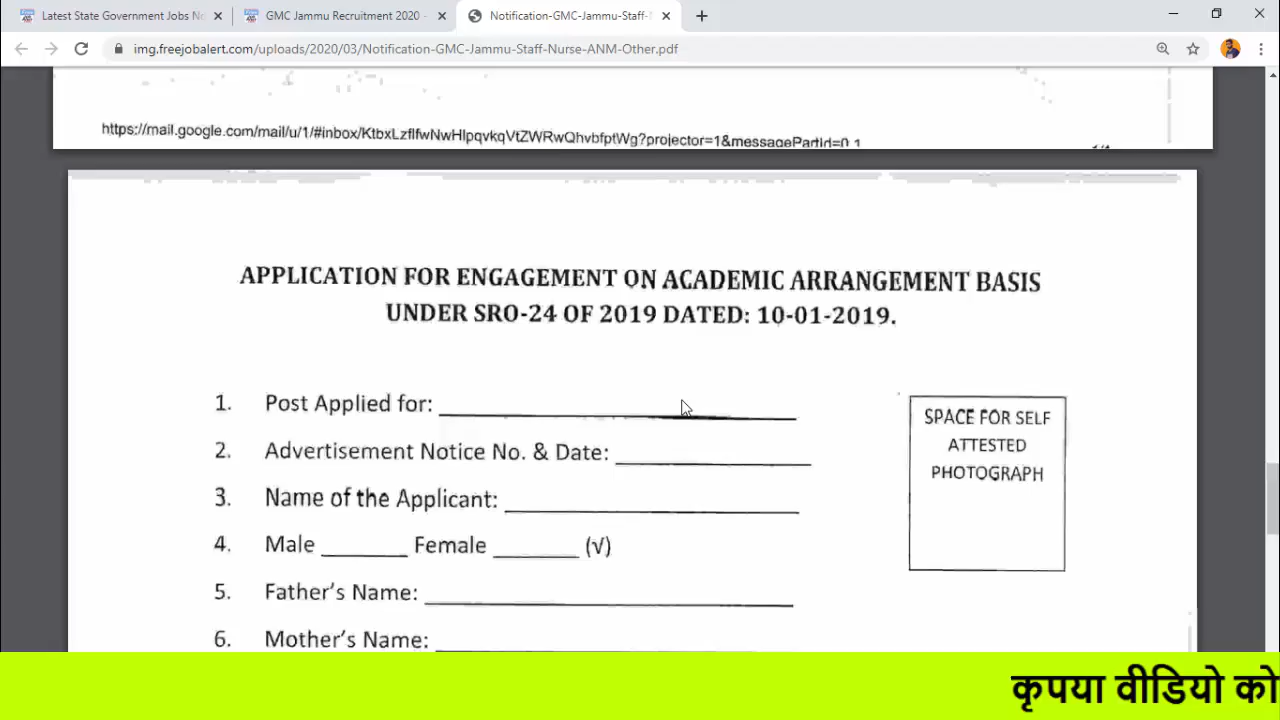 Latest State Government Jobs No
GMC Jammu Recruitment 2020 -
Notification-GMC-Jammu-Staff-N
img.freejobalert.com/uploads/2020/03/Notification-GMC-Jammu-Staff-Nurse-ANM-Other.pdf
https://mail.google.com/mail/u/1/#inbox/KtbxLzflfwNwHlpqvkqVtZWRwQhvbfptWg?projector=1&messagePartId=0.1
APPLICATION FOR ENGAGEMENT ON ACADEMIC ARRANGEMENT BASIS
UNDER SRO-24 OF 2019 DATED: 10-01-2019.
1. Post Applied for:
2. Advertisement Notice No. & Date:
3. Name of the Applicant:
4. Male ______ Female ______ (√)
5. Father's Name:
6. Mother's Name:
SPACE FOR SELF
ATTESTED
PHOTOGRAPH
कृपया वीडियो को